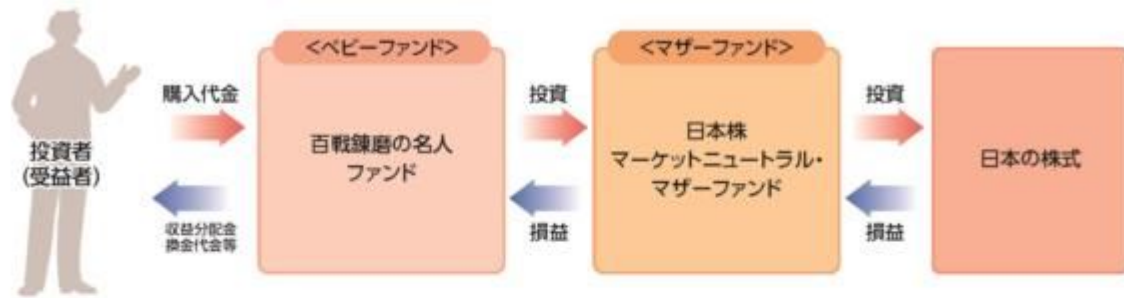 <ベビーファンド>
<マザーファンド>
購入代金
投資
投資
投資者
(受益者)
百戦錬磨の名人
ファンド
日本株
マーケットニュートラル・
マザーファンド
日本の株式
収益分配金
換金代金等
損益
損益